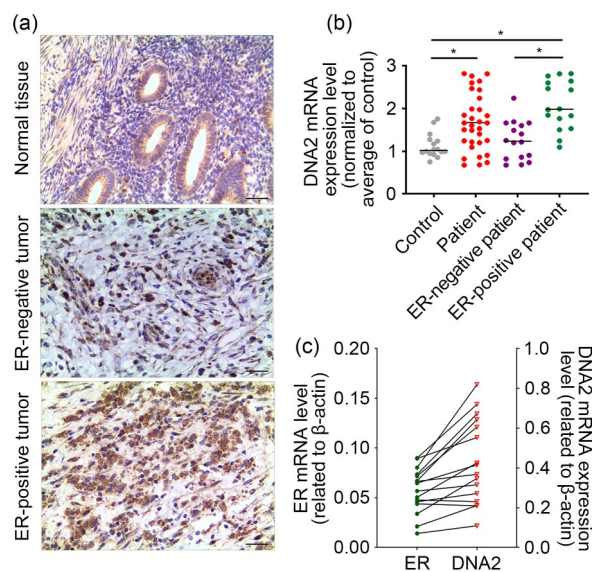 (a)
Normal tissue
ER-negative tumor
ER-positive tumor
(b)
DNA2 mRNA
expression level
(normalized to
average of control)
3
2
1
0
*
*
*
Control
Patient
ER-negative patient
ER-positive patient
(c)
ER mRNA level
(related to β-actin)
0.20
0.15
0.10
0.05
0.00
ER
DNA2
1.0
0.8
0.6
0.4
0.2
0.0
DNA2 mRNA expression
level (related to β-actin)